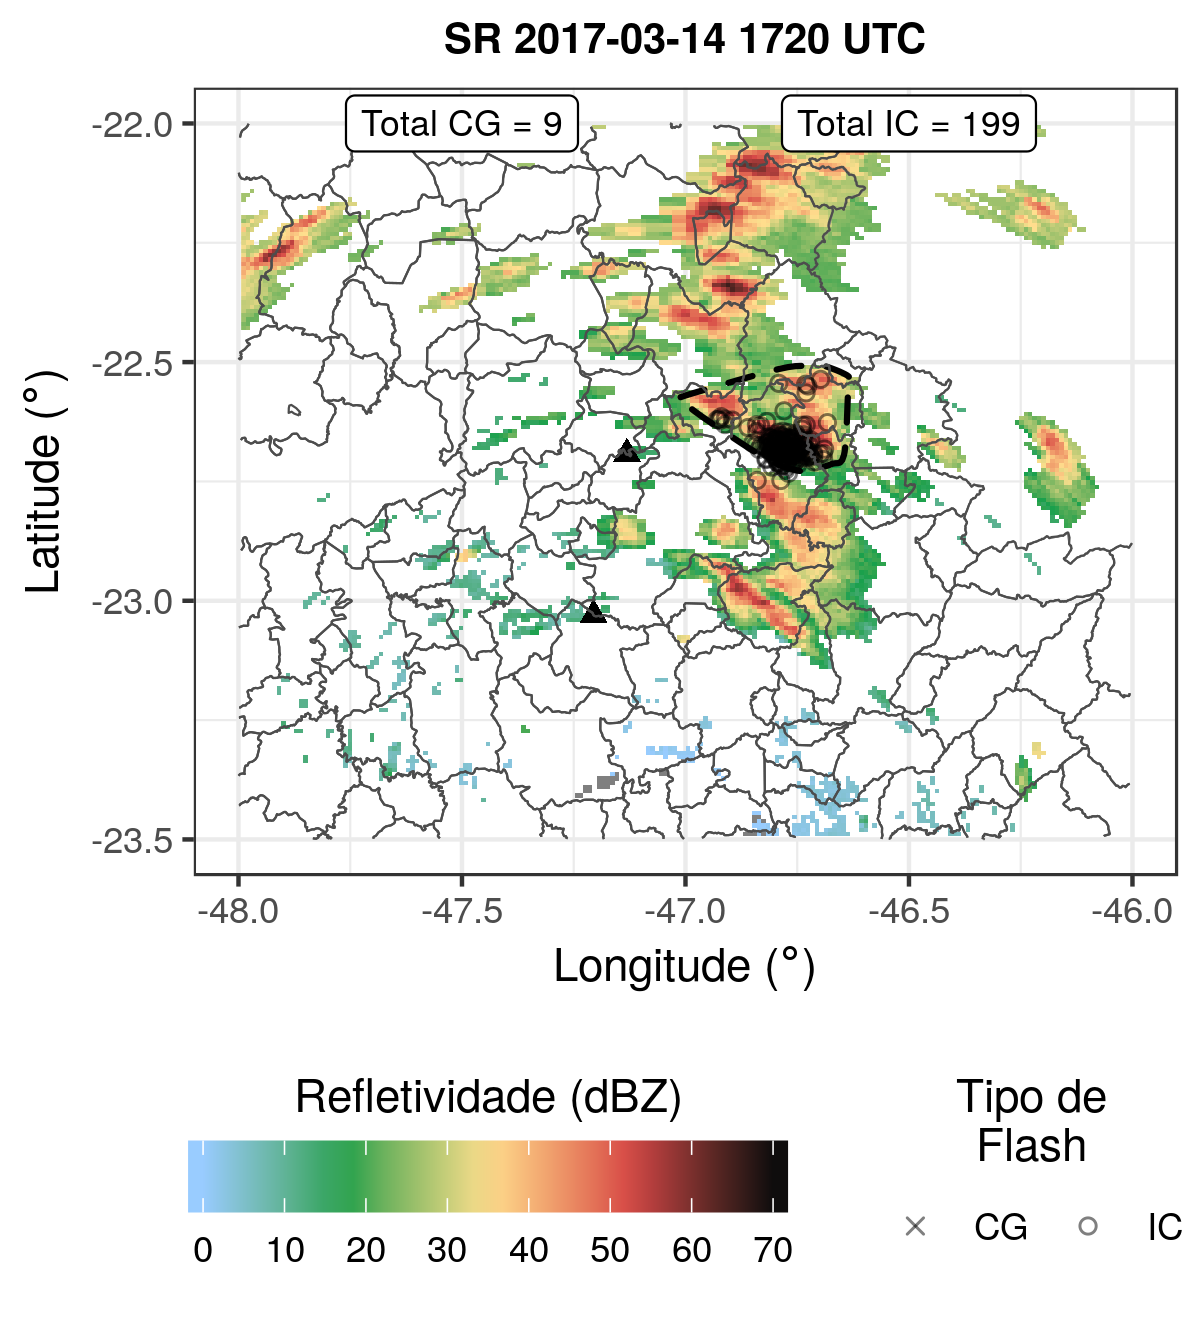 SR 2017-03-14 1720 UTC
Total CG = 9
Total IC = 199
Latitude (°)
-22.0
-22.5
-23.0
-23.5
-48.0
-47.5
-47.0
-46.5
-46.0
Longitude (°)
Refletividade (dBZ)
0 10 20 30 40 50 60 70
Tipo de
Flash
CG
IC